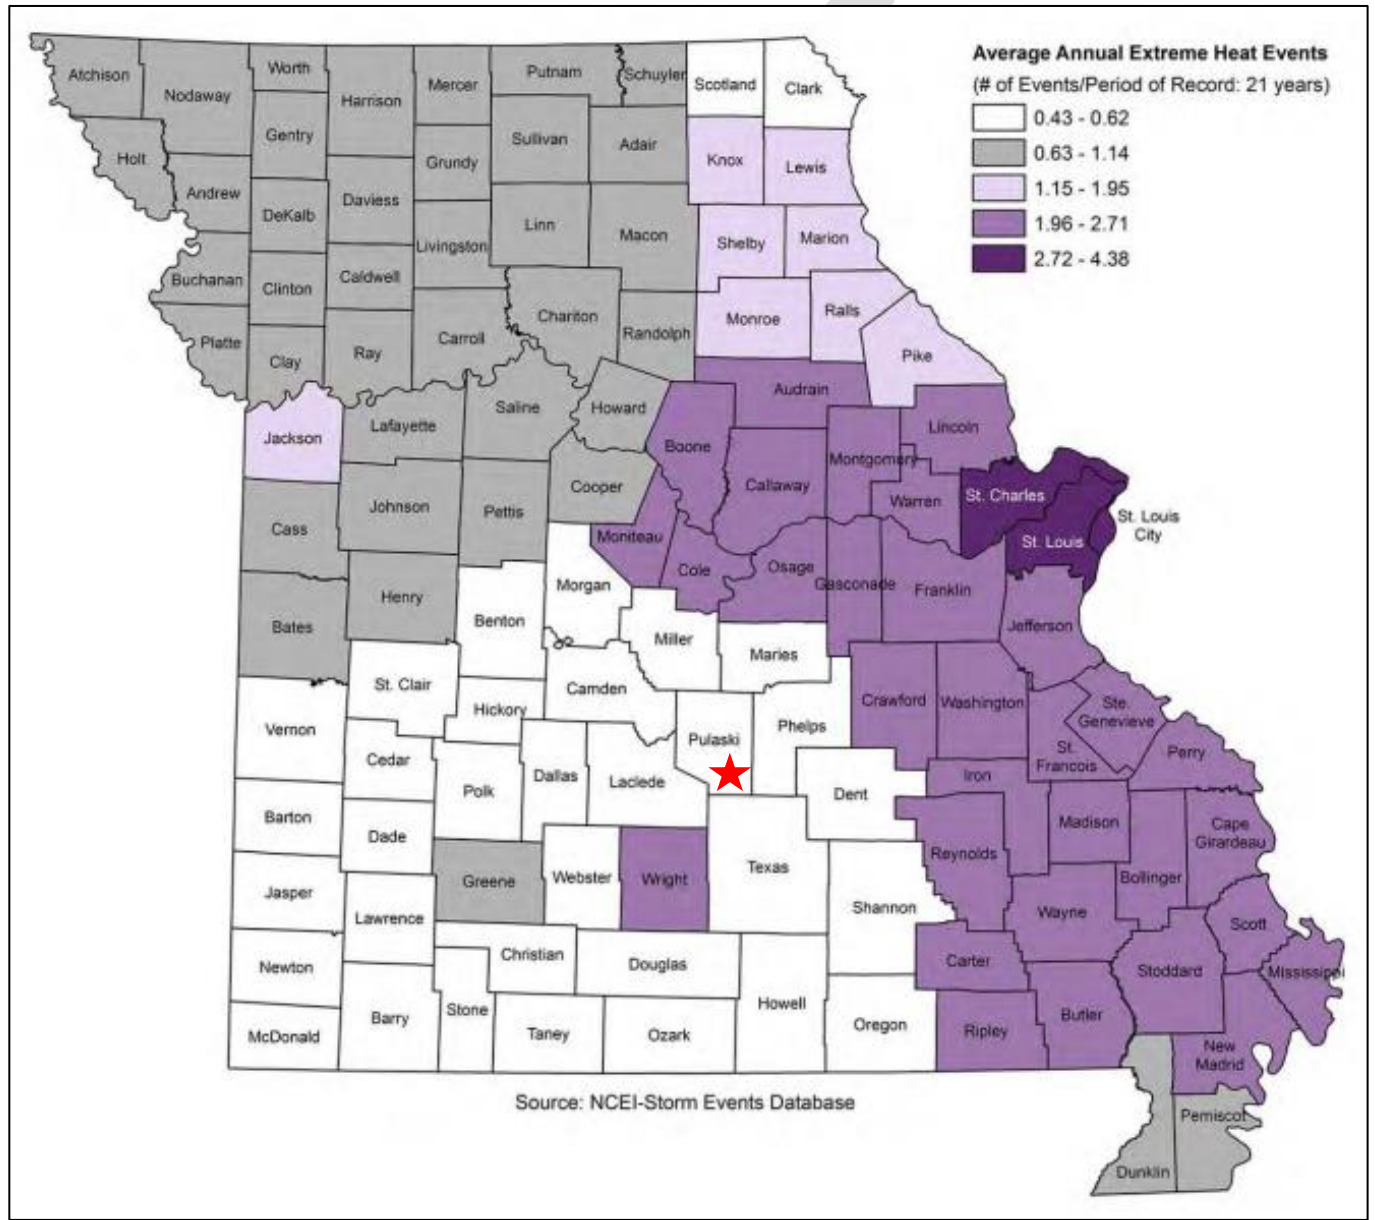 Average Annual Extreme Heat Events
(# of Events/Period of Record: 21 years)
0.43 - 0.62
0.63 - 1.14
1.15 - 1.95
1.96 - 2.71
2.72 - 4.38
Atchison
Nodaway
Worth
Harrison
Mercer
Putnam
Schuyler
Scotland
Clark
Holt
Gentry
Sullivan
Adair
Knox
Lewis
Andrew
DeKalb
Daviess
Grundy
Linn
Macon
Shelby
Marion
Livingston
Buchanan
Clinton
Caldwell
Chariton
Randolph
Monroe
Ralls
Platte
Clay
Ray
Carroll
Pike
Audrain
Jackson
Lafayette
Saline
Howard
Boone
Lincoln
Callaway
Montgomery
Warren
St. Charles
St. Louis
St. Louis
City
Cass
Johnson
Pettis
Cooper
Moniteau
Cole
Osage
Gasconade
Franklin
Jefferson
Bates
Henry
Benton
Morgan
Miller
Maries
St. Clair
Camden
Crawford
Washington
Ste.
Genevieve
Vernon
Hickory
Pulaski
Phelps
St.
Francois
Perry
Cedar
Polk
Dallas
Laclede
Dent
Iron
Barton
Dade
Madison
Cape
Girardeau
Jasper
Greene
Webster
Wright
Texas
Reynolds
Bollinger
Lawrence
Shannon
Wayne
Scott
Newton
Christian
Douglas
Carter
Stoddard
Mississippi
McDonald
Barry
Stone
Taney
Ozark
Howell
Oregon
Ripley
Butler
New
Madrid
Pemiscot
Dunklin
Source: NCEI-Storm Events Database